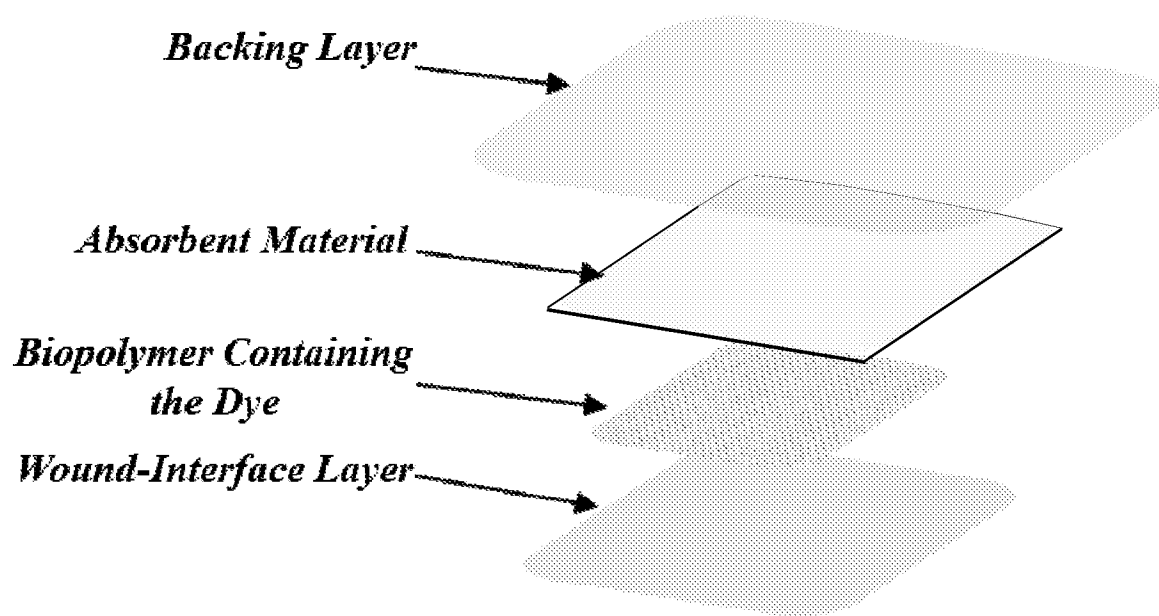 Backing Layer
Absorbent Material
Biopolymer Containing
the Dye
Wound-Interface Layer